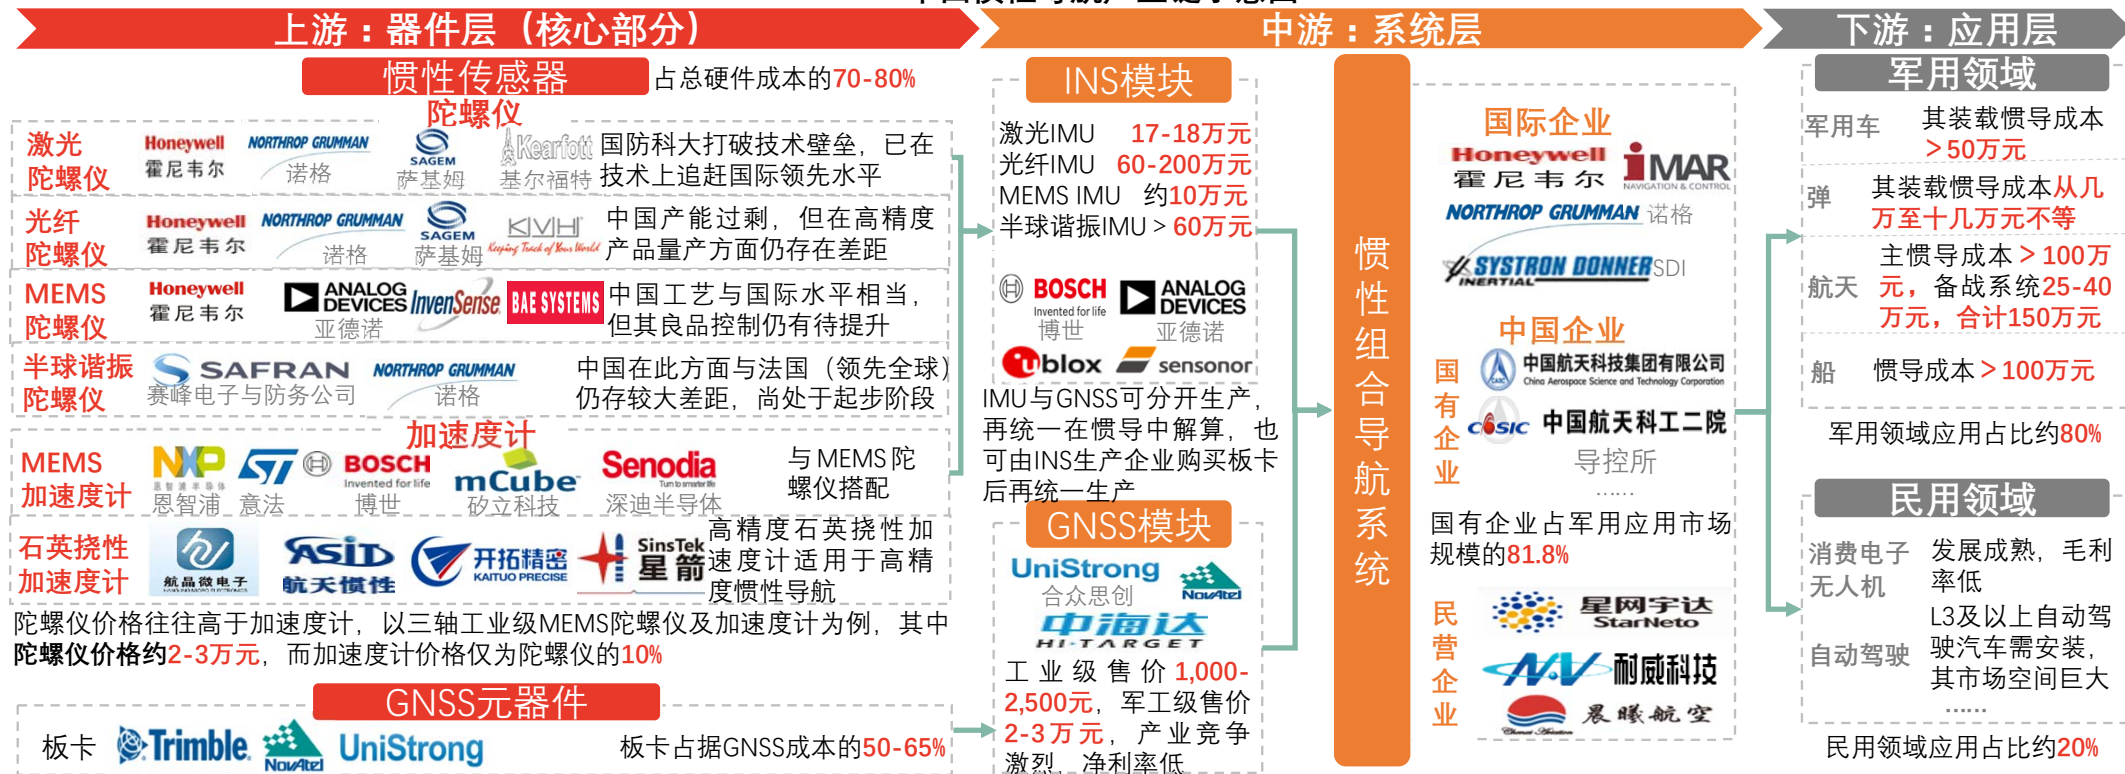 上游：器件层（核心部分）
中游：系统层
下游：应用层
惯性传感器
占总硬件成本的70-80%
陀螺仪
激光
陀螺仪
Honeywell
霍尼韦尔
NORTHROP GRUMMAN
诺格
SAGEM
萨基姆
Kearfott
基尔福特
国防科大打破技术壁垒，已在
技术上追赶国际领先水平
光纤
陀螺仪
Honeywell
霍尼韦尔
NORTHROP GRUMMAN
诺格
SAGEM
萨基姆
KVH
Keeping Track of Your World
中国产能过剩，但在高精度
产品量产方面仍存在差距
MEMS
陀螺仪
Honeywell
霍尼韦尔
ANALOG
DEVICES
亚德诺
InvenSense
BAE SYSTEMS
中国工艺与国际水平相当，
但其良品控制仍有待提升
半球谐振
陀螺仪
SAFRAN
赛峰电子与防务公司
NORTHROP GRUMMAN
诺格
中国在此方面与法国（领先全球）
仍存较大差距，尚处于起步阶段
加速度计
MEMS
加速度计
NXP
恩智浦半导体
恩智浦
ST
意法
BOSCH
Invented for life
博世
mCube
矽立科技
Senodia
Turn to smarter life
深迪半导体
与MEMS陀
螺仪搭配
石英挠性
加速度计
航晶微电子
ASIT
航天惯性
开拓精密
KAITUO PRECISE
SinsTek
星箭
高精度石英挠性加
速度计适用于高精
度惯性导航
陀螺仪价格往往高于加速度计，以三轴工业级MEMS陀螺仪及加速度计为例，其中
陀螺仪价格约2-3万元，而加速度计价格仅为陀螺仪的10%
GNSS元器件
板卡
Trimble
NovAtel
UniStrong
板卡占据GNSS成本的50-65%
INS模块
激光IMU 17-18万元
光纤IMU 60-200万元
MEMS IMU 约10万元
半球谐振IMU > 60万元
BOSCH
Invented for life
博世
ANALOG
DEVICES
亚德诺
ublox
sensonor
IMU与GNSS可分开生产，
再统一在惯导中解算，也
可由INS生产企业购买板卡
后再统一生产
GNSS模块
UniStrong
合众思创
NovAtel
中海达
HI-TARGET
工业级售价1,000-
2,500元，军工级售价
2-3万元，产业竞争
激烈，净利率低
惯性组合导航系统
国际企业
Honeywell
霍尼韦尔
iMAR
NAVIGATION & CONTROL
NORTHROP GRUMMAN
诺格
SYSTRON DONNER
INERTIAL
SDI
中国企业
国有企业
CASC
中国航天科技集团有限公司
China Aerospace Science and Technology Corporation
CASIC
中国航天科工二院
导控所
……
国有企业占军用应用市场
规模的81.8%
民营企业
星网宇达
StarNeto
NAV
耐威科技
晨曦航空
军用领域
军用车
其装载惯导成本
>50万元
弹
其装载惯导成本从几
万至十几万元不等
航天
主惯导成本 > 100万
元，备战系统25-40
万元，合计150万元
船
惯导成本 > 100万元
军用领域应用占比约80%
民用领域
消费电子
无人机
发展成熟，毛利
率低
自动驾驶
L3及以上自动驾
驶汽车需安装，
其市场空间巨大
……
民用领域应用占比约20%